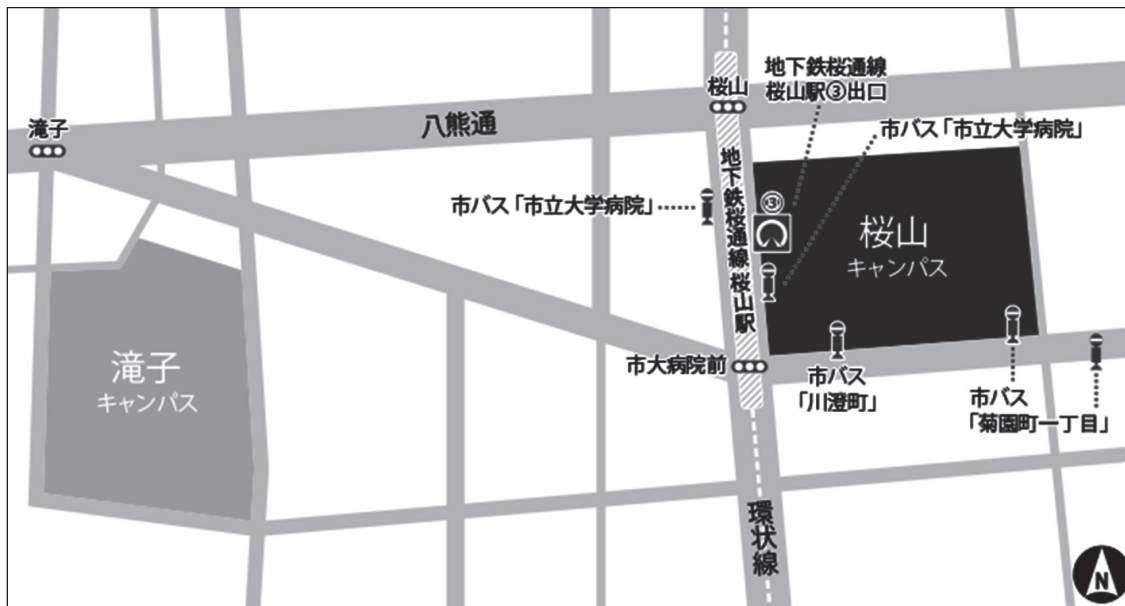 地下鉄桜通線
桜山駅③出口
桜山
市バス「市立大学病院」
滝子
八熊通
地下鉄桜通線 桜山駅
市バス「市立大学病院」
③
桜山
キャンパス
滝子
キャンパス
市大病院前
市バス
「川澄町」
市バス
「菊園町一丁目」
環状線
N